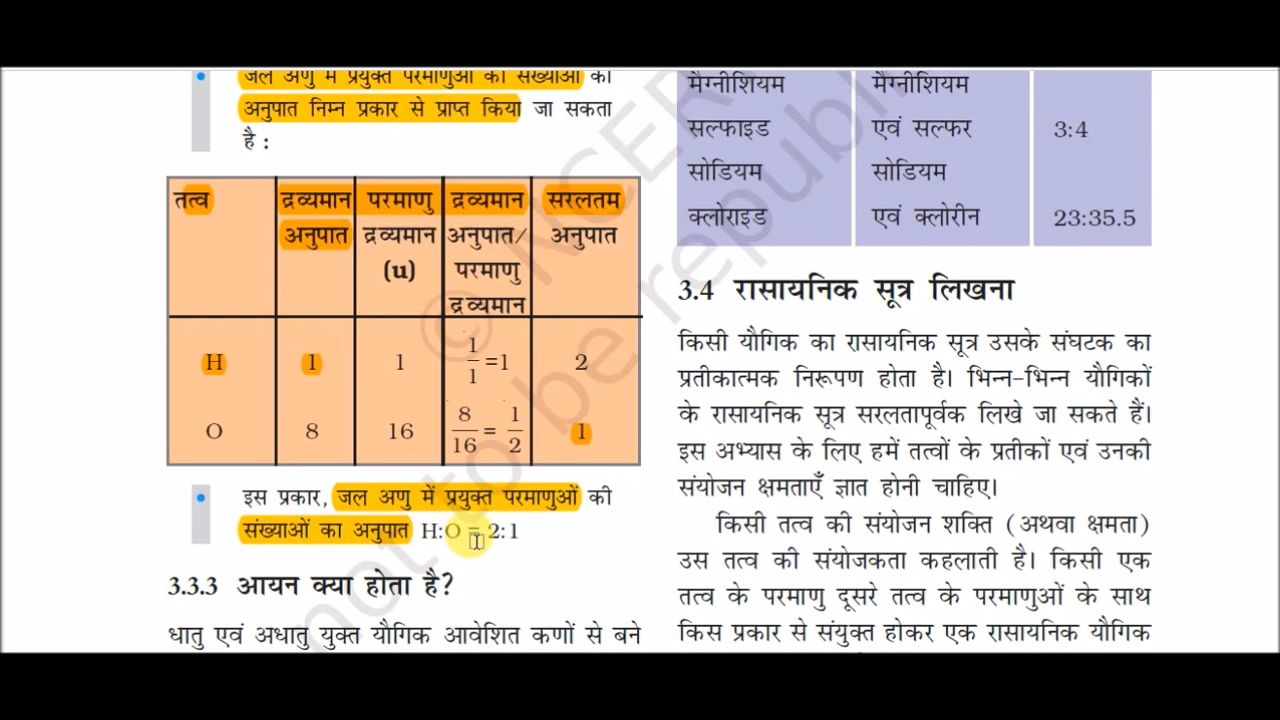 जल अणु में प्रयुक्त परमाणुओं की संख्याओं का
अनुपात निम्न प्रकार से प्राप्त किया जा सकता
है :
तत्व द्रव्यमान परमाणु द्रव्यमान सरलतम
अनुपात द्रव्यमान अनुपात/ अनुपात
(u) परमाणु
द्रव्यमान
H 1 1 1/1 =1 2
O 8 16 8/16 = 1/2 1
इस प्रकार, जल अणु में प्रयुक्त परमाणुओं की
संख्याओं का अनुपात H:O = 2:1
3.3.3 आयन क्या होता है?
धातु एवं अधातु युक्त यौगिक आवेशित कणों से बने
मैग्नीशियम मैग्नीशियम
सल्फाइड एवं सल्फर 3:4
सोडियम सोडियम
क्लोराइड एवं क्लोरीन 23:35.5
3.4 रासायनिक सूत्र लिखना
किसी यौगिक का रासायनिक सूत्र उसके संघटक का
प्रतीकात्मक निरूपण होता है। भिन्न-भिन्न यौगिकों
के रासायनिक सूत्र सरलतापूर्वक लिखे जा सकते हैं।
इस अभ्यास के लिए हमें तत्वों के प्रतीकों एवं उनकी
संयोजन क्षमताएँ ज्ञात होनी चाहिए।
किसी तत्व की संयोजन शक्ति (अथवा क्षमता)
उस तत्व की संयोजकता कहलाती है। किसी एक
तत्व के परमाणु दूसरे तत्व के परमाणुओं के साथ
किस प्रकार से संयुक्त होकर एक रासायनिक यौगिक
© NCERT
not to be republi